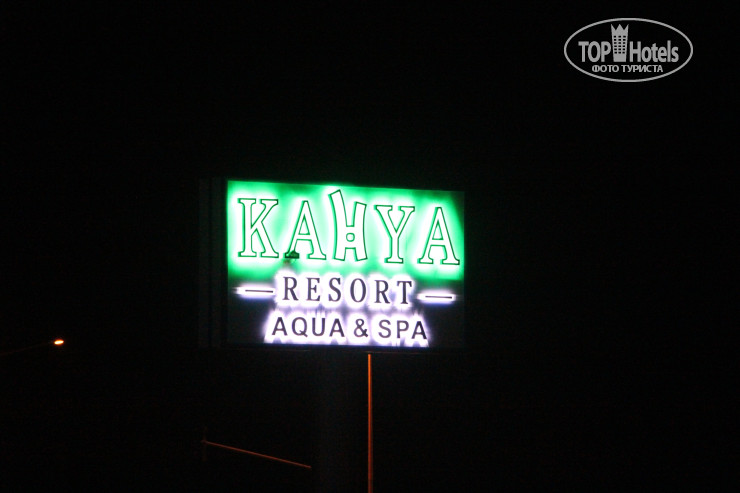 TOP Hotels
ФОТО ТУРИСТА
KAHYA
RESORT
AQUA & SPA